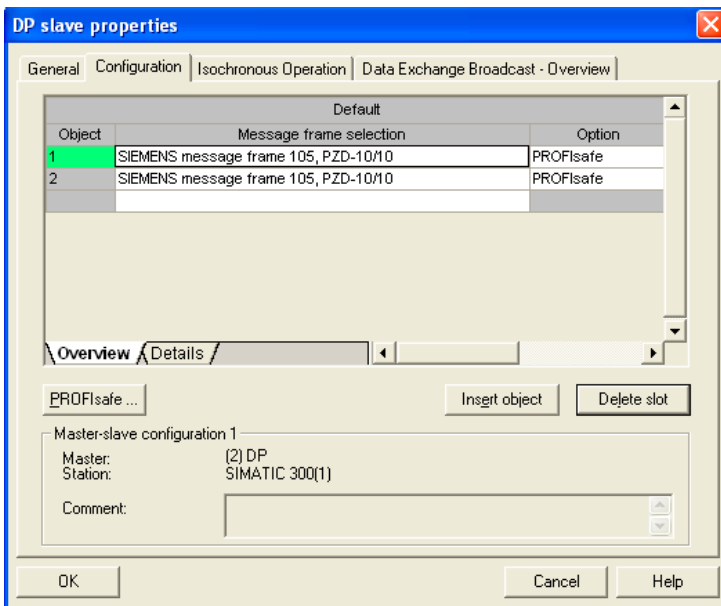 DP slave properties
General Configuration Isochronous Operation Data Exchange Broadcast - Overview
Default
Object Message frame selection Option
1 SIEMENS message frame 105, PZD-10/10 PROFIsafe
2 SIEMENS message frame 105, PZD-10/10 PROFIsafe
Overview Details
PROFIsafe ... Insert object Delete slot
Master-slave configuration 1
Master: (2) DP
Station: SIMATIC 300(1)
Comment:
OK Cancel Help